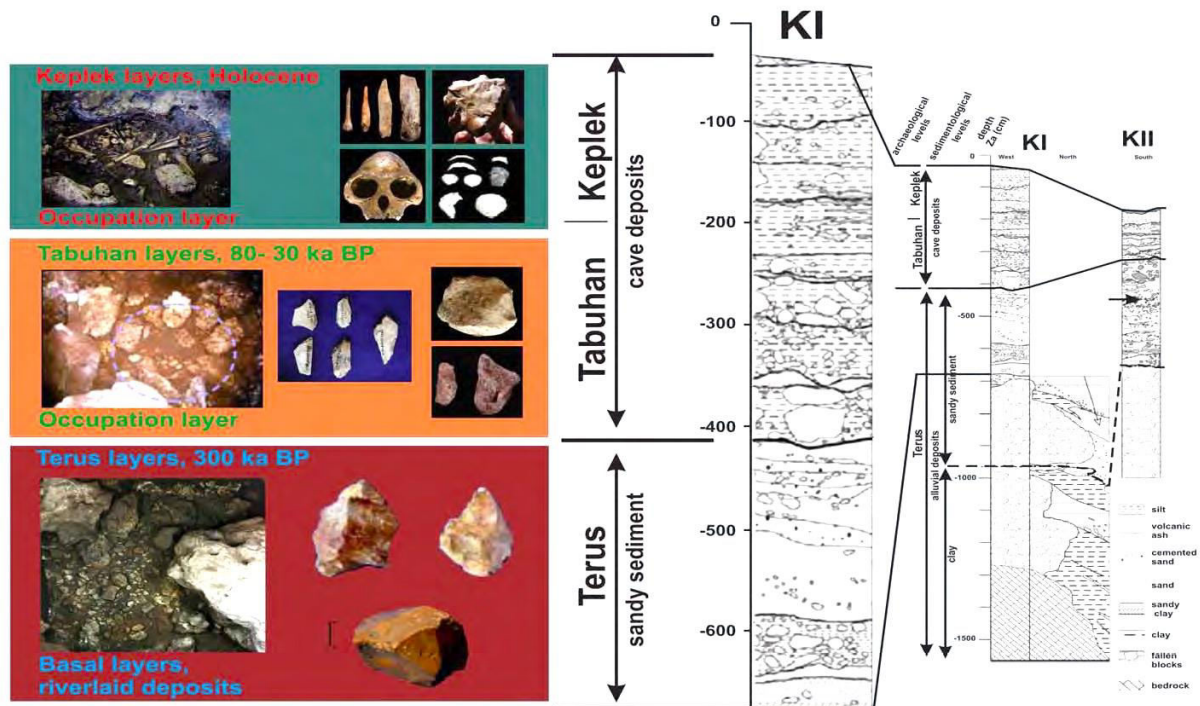 Keplek layers, Holocene
Occupation layer
Tabuhan layers, 80- 30 ka BP
Occupation layer
Terus layers, 300 ka BP
Basal layers,
riverlaid deposits
Keplek
Tabuhan
cave deposits
Terus
sandy sediment
KI
0
-100
-200
-300
-400
-500
-600
archaeological
levels
sedimentological
levels
depth
Za (cm)
KI
KII
West
North
South
0
-500
-1000
-1500
Keplek
Tabuhan
cave deposits
Terus
alluvial deposits
sandy sediment
clay
silt
volcanic
ash
cemented
sand
sand
sandy
clay
clay
fallen
blocks
bedrock